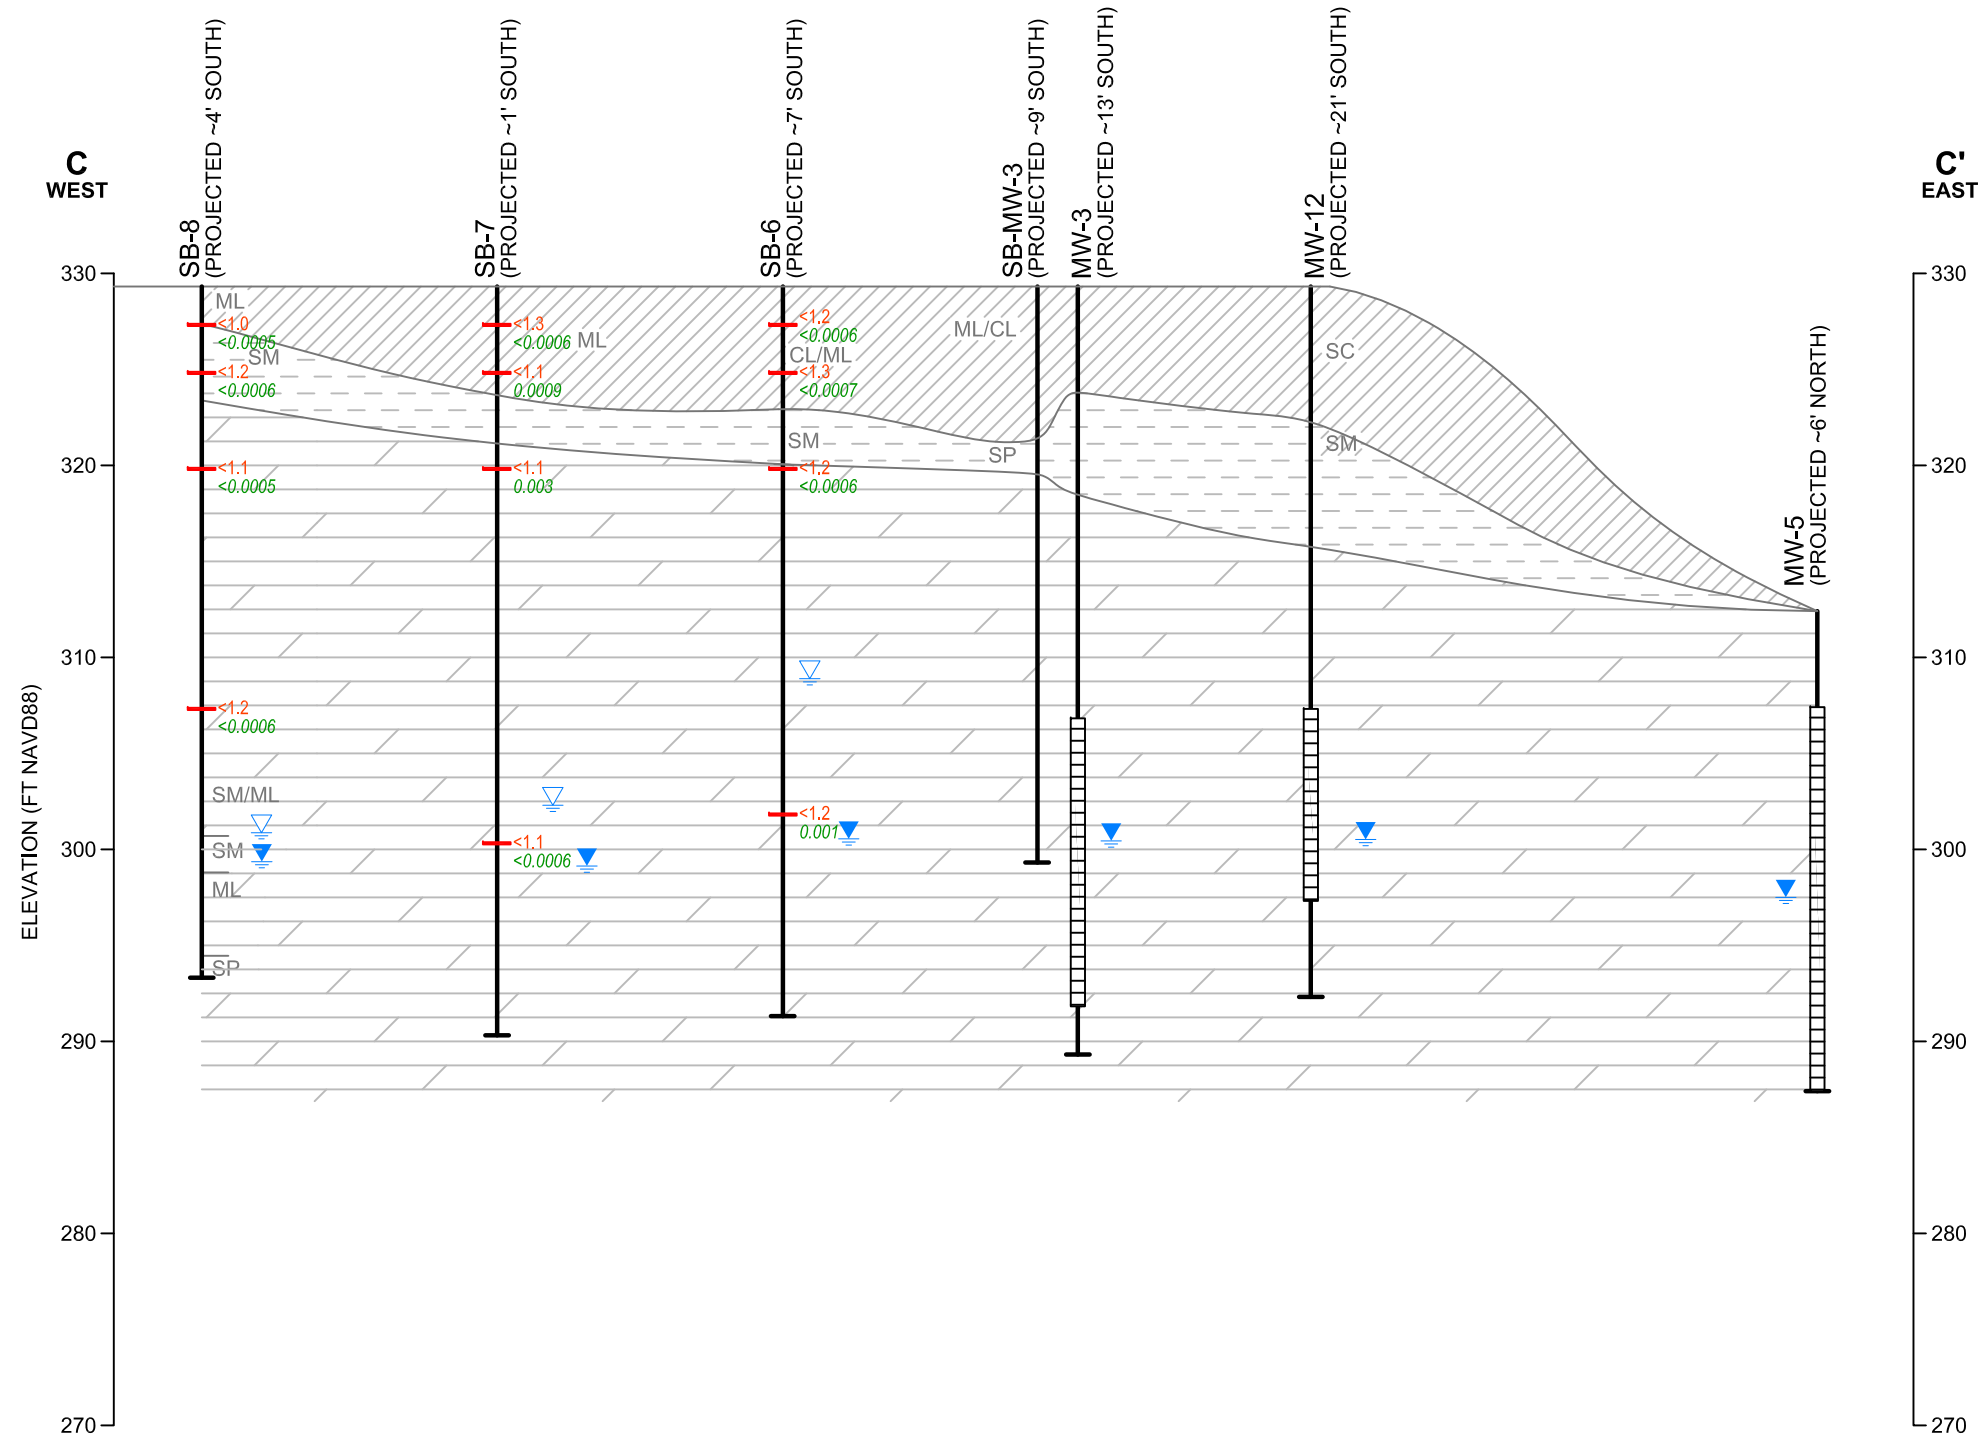 C
WEST
C'
EAST
SB-8
(PROJECTED ~4' SOUTH)
SB-7
(PROJECTED ~1' SOUTH)
SB-6
(PROJECTED ~7' SOUTH)
SB-MW-3
(PROJECTED ~9' SOUTH)
MW-3
(PROJECTED ~13' SOUTH)
MW-12
(PROJECTED ~21' SOUTH)
MW-5
(PROJECTED ~6' NORTH)
ELEVATION (FT NAVD88)
330
320
310
300
290
280
270
330
320
310
300
290
280
270
ML
<1.0
<0.0005
SM
<1.2
<0.0006
<1.1
<0.0005
<1.2
<0.0006
SM/ML
SM
ML
SP
<1.3
<0.0006
ML
<1.1
0.0009
<1.1
0.003
<1.1
<0.0006
<1.2
<0.0006
CL/ML
<1.3
<0.0007
SM
<1.2
<0.0006
<1.2
0.001
ML/CL
SP
SC
SM